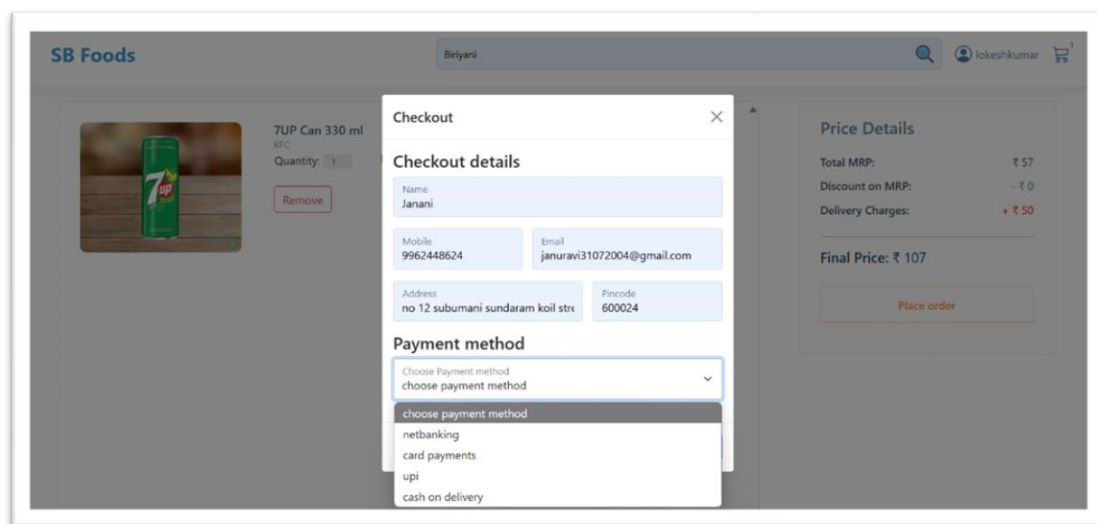 SB Foods
Biriyani
lokeshkumar
1
7UP Can 330 ml
KFC
Quantity: 1
Remove
7up
Checkout
Checkout details
Name
Janani
Mobile
9962448624
Email
januravi31072004@gmail.com
Address
no 12 subumani sundaram koil stre
Pincode
600024
Payment method
Choose Payment method
choose payment method
choose payment method
netbanking
card payments
upi
cash on delivery
Price Details
Total MRP: ₹ 57
Discount on MRP: - ₹ 0
Delivery Charges: + ₹ 50
Final Price: ₹ 107
Place order